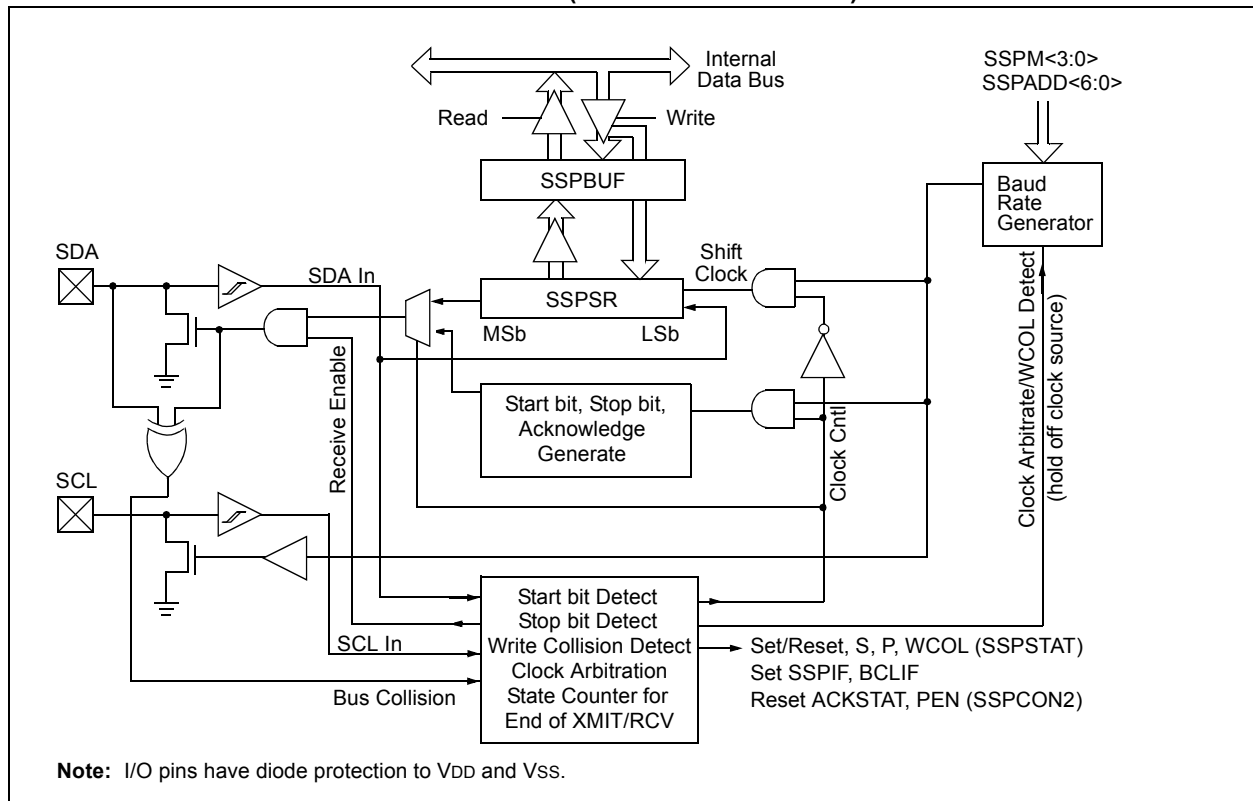 Internal
Data Bus
Read
Write
SSPM<3:0>
SSPADD<6:0>
SSPBUF
Baud
Rate
Generator
SDA
SDA In
Shift
Clock
SSPSR
MSb
LSb
Receive Enable
Start bit, Stop bit,
Acknowledge
Generate
Clock Cntl
Clock Arbitrate/WCOL Detect
(hold off clock source)
SCL
SCL In
Bus Collision
Start bit Detect
Stop bit Detect
Write Collision Detect
Clock Arbitration
State Counter for
End of XMIT/RCV
Set/Reset, S, P, WCOL (SSPSTAT)
Set SSPIF, BCLIF
Reset ACKSTAT, PEN (SSPCON2)
Note: I/O pins have diode protection to VDD and VSS.